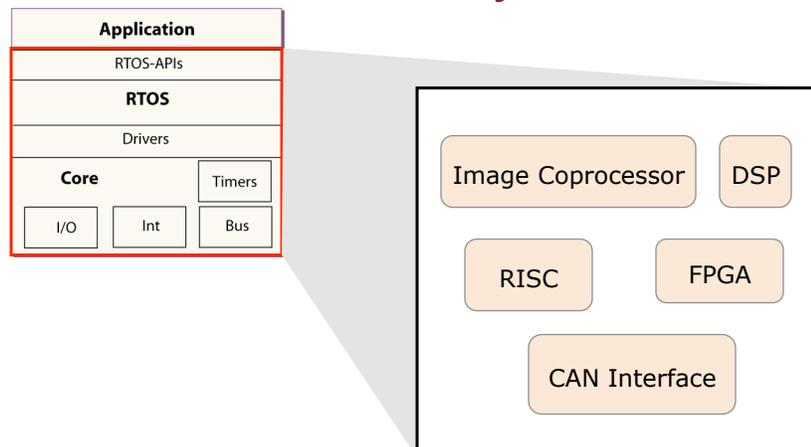 Application
RTOS-APIs
RTOS
Drivers
Core
Timers
I/O
Int
Bus
Image Coprocessor
DSP
RISC
FPGA
CAN Interface